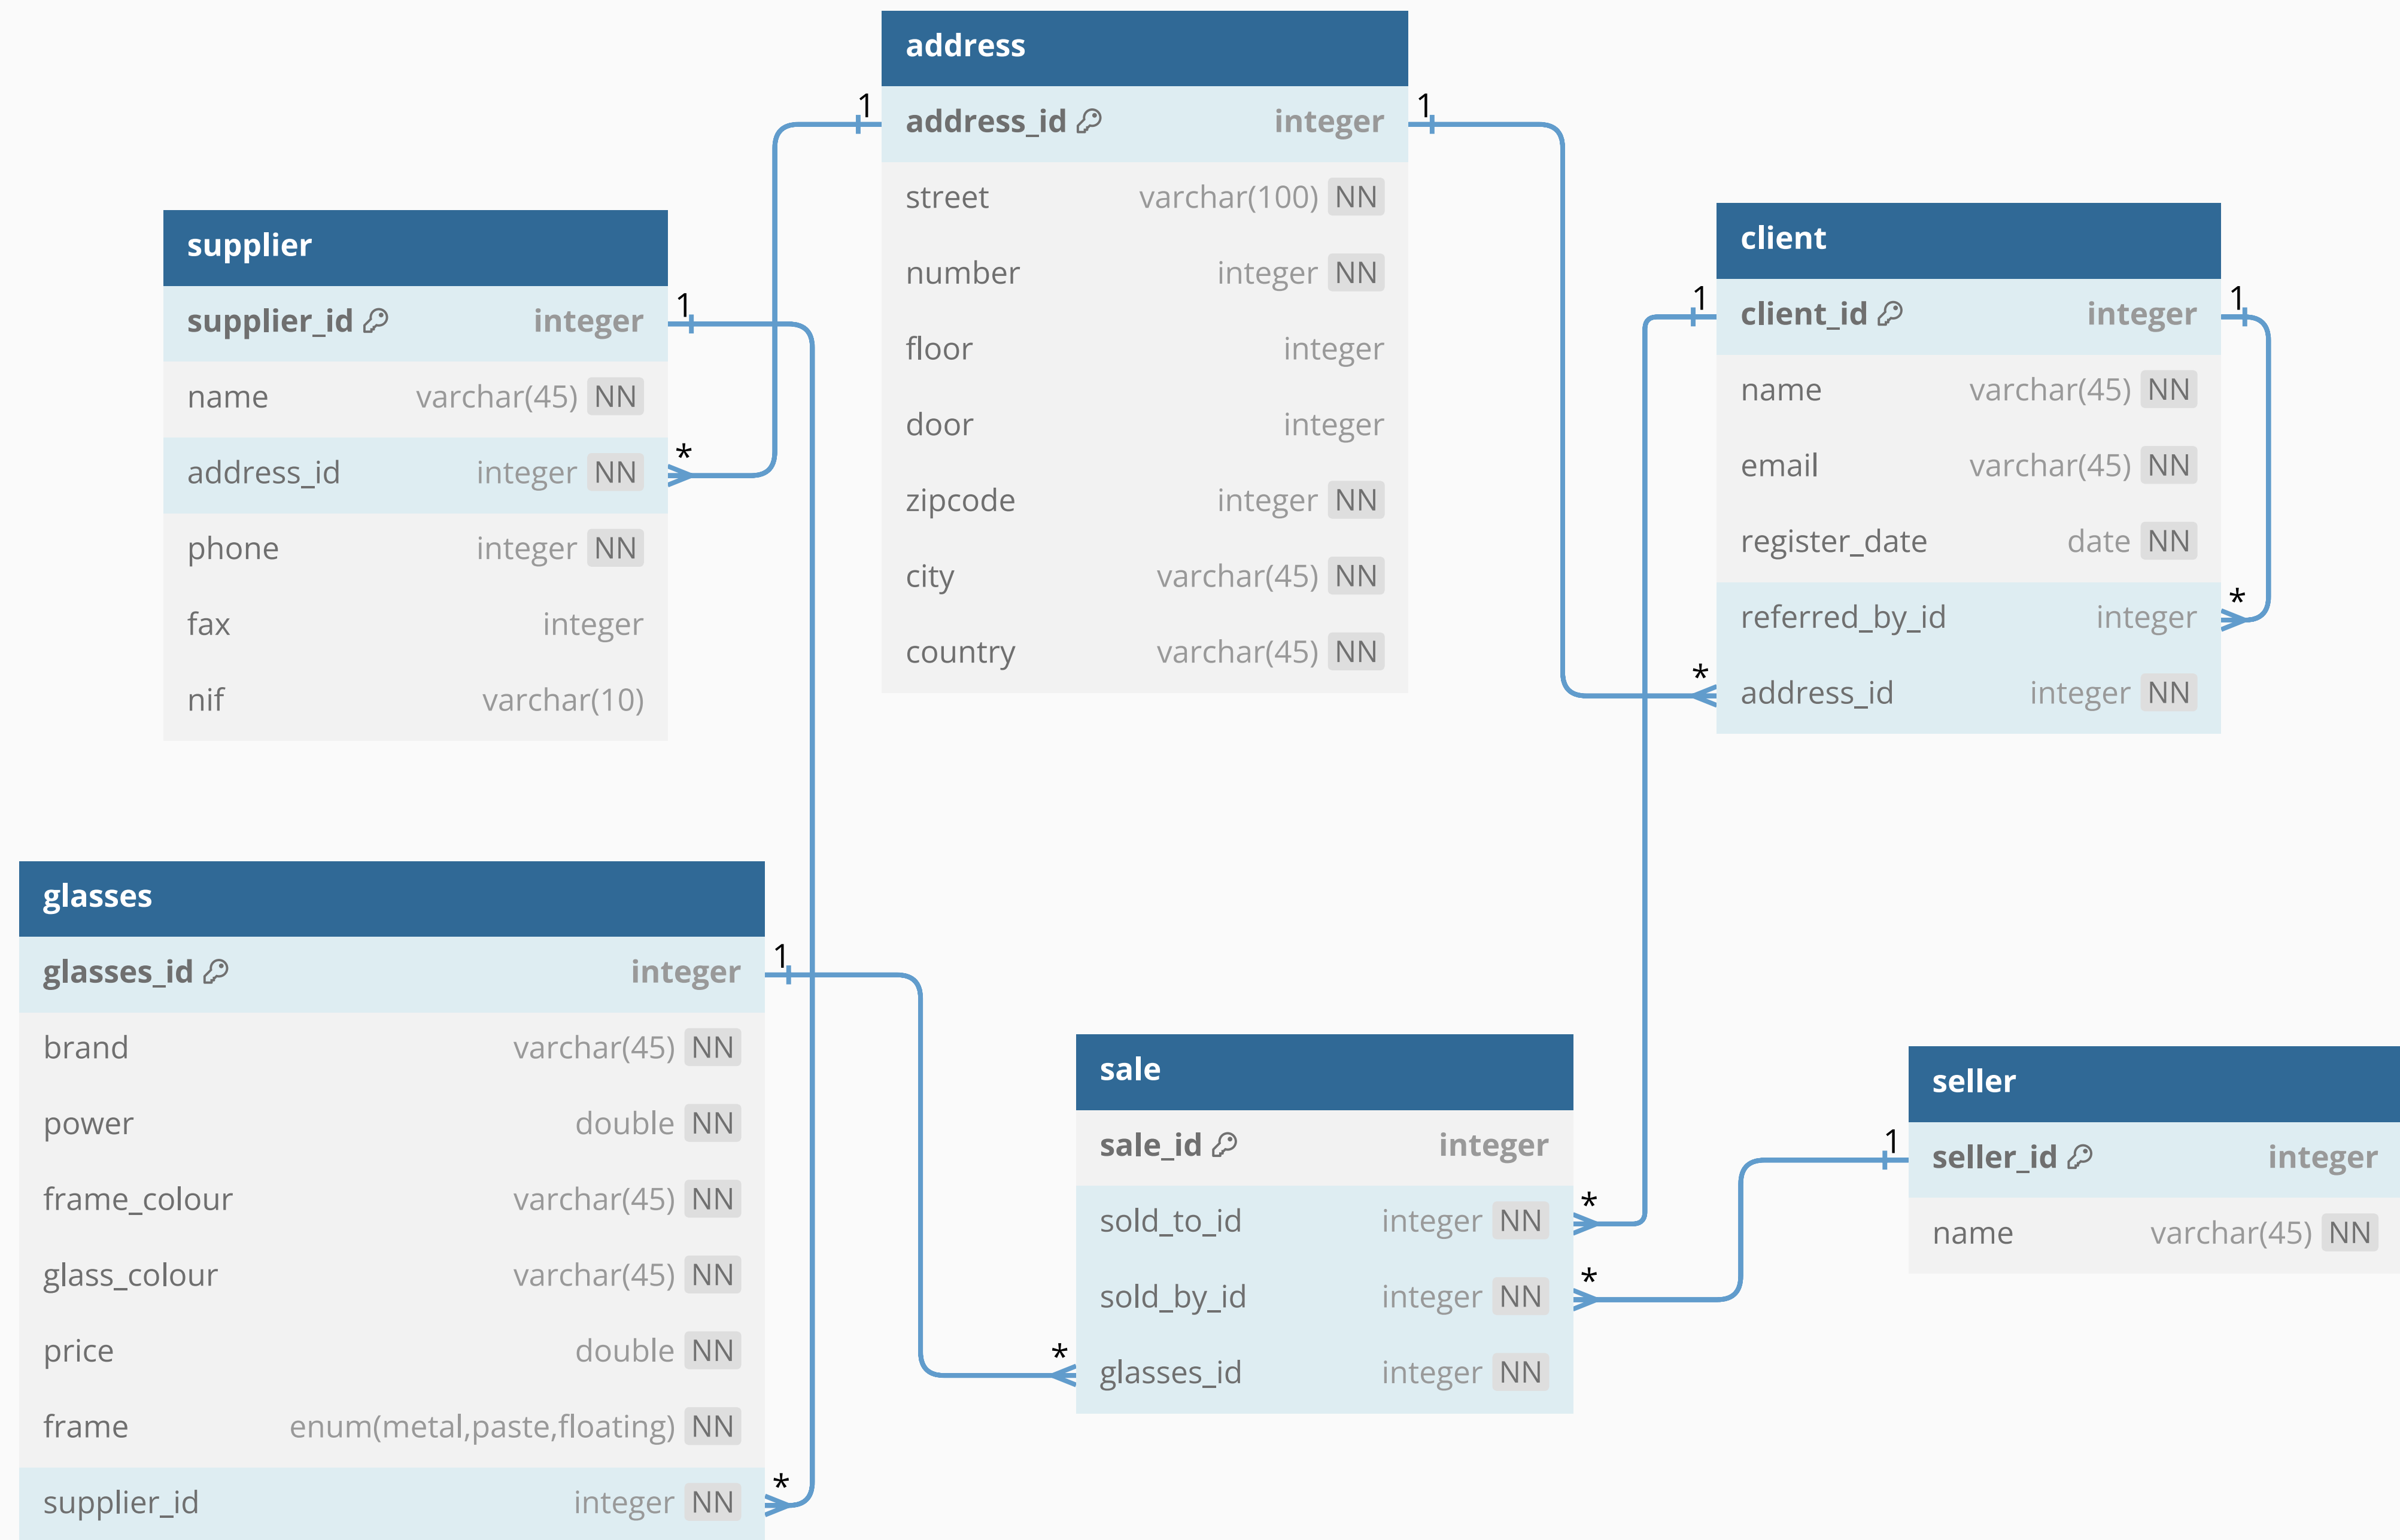 address
address_id integer
street varchar(100) NN
number integer NN
floor integer
door integer
zipcode integer NN
city varchar(45) NN
country varchar(45) NN
1
1
supplier
supplier_id integer
name varchar(45) NN
address_id integer NN
phone integer NN
fax integer
nif varchar(10)
1
*
client
client_id integer
name varchar(45) NN
email varchar(45) NN
register_date date NN
referred_by_id integer
address_id integer NN
1
1
*
*
glasses
glasses_id integer
brand varchar(45) NN
power double NN
frame_colour varchar(45) NN
glass_colour varchar(45) NN
price double NN
frame enum(metal,paste,floating) NN
supplier_id integer NN
1
*
sale
sale_id integer
sold_to_id integer NN
sold_by_id integer NN
glasses_id integer NN
*
*
*
seller
seller_id integer
name varchar(45) NN
1